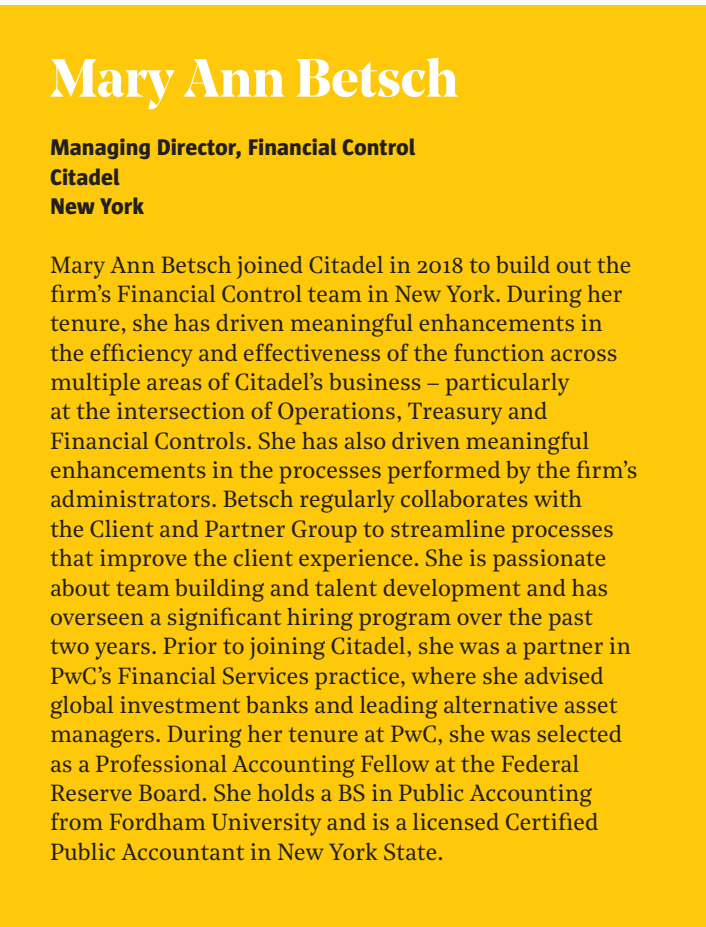 Mary Ann Betsch
Managing Director, Financial Control
Citadel
New York
Mary Ann Betsch joined Citadel in 2018 to build out the
firm’s Financial Control team in New York. During her
tenure, she has driven meaningful enhancements in
the efficiency and effectiveness of the function across
multiple areas of Citadel’s business – particularly
at the intersection of Operations, Treasury and
Financial Controls. She has also driven meaningful
enhancements in the processes performed by the firm’s
administrators. Betsch regularly collaborates with
the Client and Partner Group to streamline processes
that improve the client experience. She is passionate
about team building and talent development and has
overseen a significant hiring program over the past
two years. Prior to joining Citadel, she was a partner in
PwC’s Financial Services practice, where she advised
global investment banks and leading alternative asset
managers. During her tenure at PwC, she was selected
as a Professional Accounting Fellow at the Federal
Reserve Board. She holds a BS in Public Accounting
from Fordham University and is a licensed Certified
Public Accountant in New York State.